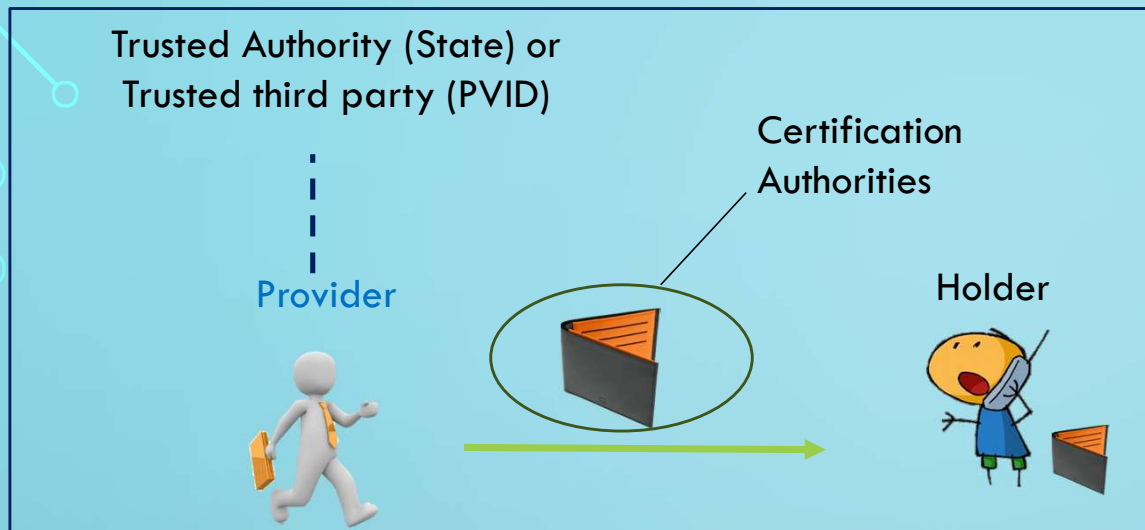 Trusted Authority (State) or
Trusted third party (PVID)
Certification
Authorities
Provider
Holder